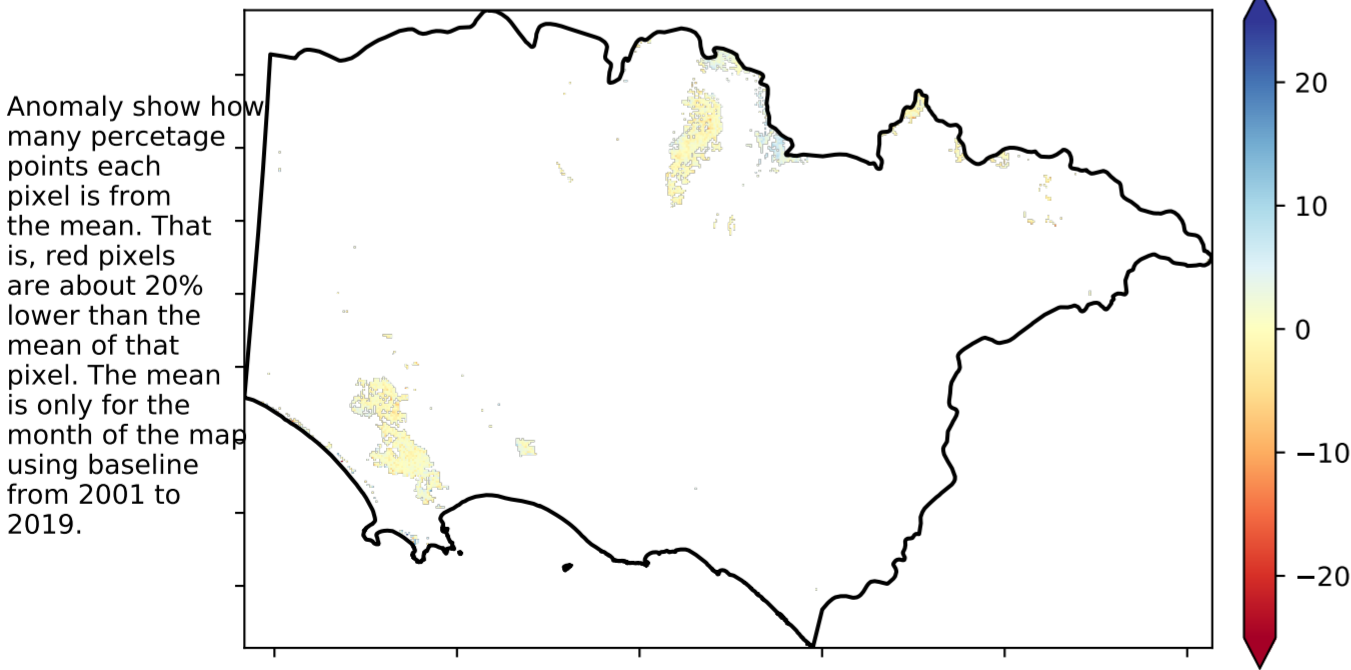 Anomaly show how
many percetage
points each
pixel is from
the mean. That
is, red pixels
are about 20%
lower than the
mean of that
pixel. The mean
is only for the
month of the map
using baseline
from 2001 to
2019.
20
10
0
−10
−20